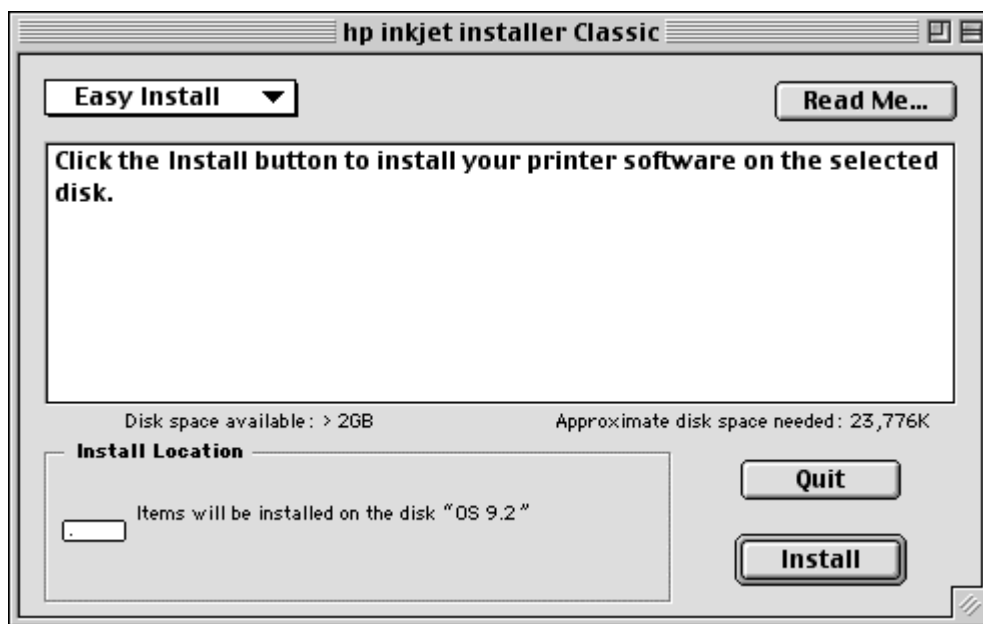 hp inkjet installer Classic
Easy Install
Read Me...
Click the Install button to install your printer software on the selected
disk.
Disk space available: > 2GB
Approximate disk space needed: 23,776K
Install Location
Items will be installed on the disk "OS 9.2"
Quit
Install